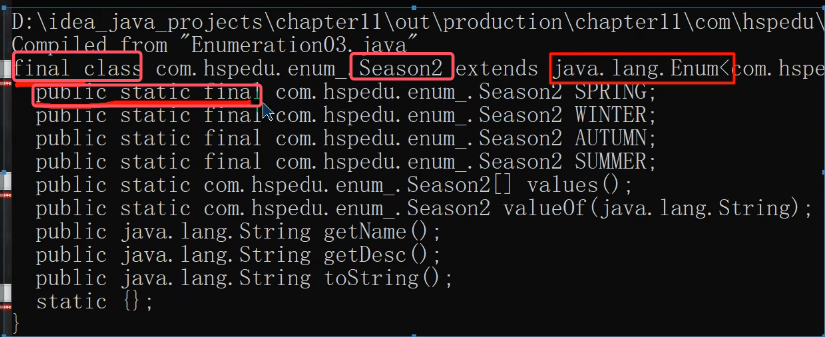 D:\idea_java_projects\chapter11\out\production\chapter11\com\hspedu\
Compiled from "Enumeration03.java"
final class com.hspedu.enum_.Season2 extends java.lang.Enum<com.hspe
public static final com.hspedu.enum_.Season2 SPRING;
public static final com.hspedu.enum_.Season2 WINTER;
public static final com.hspedu.enum_.Season2 AUTUMN;
public static final com.hspedu.enum_.Season2 SUMMER;
public static com.hspedu.enum_.Season2[] values();
public static com.hspedu.enum_.Season2 valueOf(java.lang.String);
public java.lang.String getName();
public java.lang.String getDesc();
public java.lang.String toString();
static {};
}